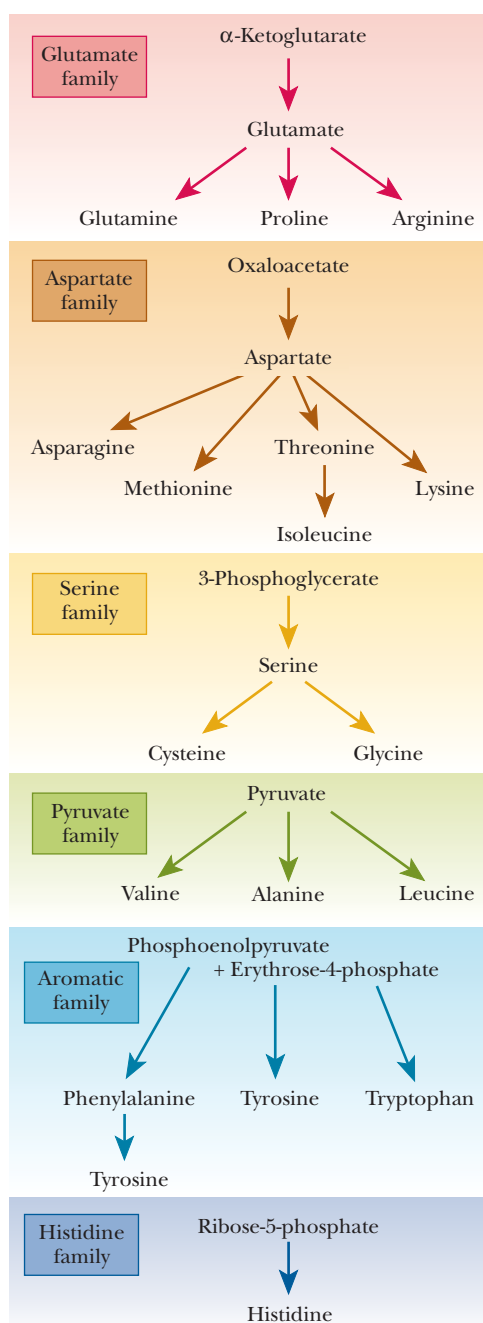 α-Ketoglutarate
Glutamate
family
Glutamate
Glutamine Proline Arginine
Oxaloacetate
Aspartate
family
Aspartate
Asparagine Threonine
Methionine Lysine
Isoleucine
3-Phosphoglycerate
Serine
family
Serine
Cysteine Glycine
Pyruvate
Pyruvate
family
Valine Alanine Leucine
Phosphoenolpyruvate
+ Erythrose-4-phosphate
Aromatic
family
Phenylalanine Tyrosine Tryptophan
Tyrosine
Ribose-5-phosphate
Histidine
family
Histidine